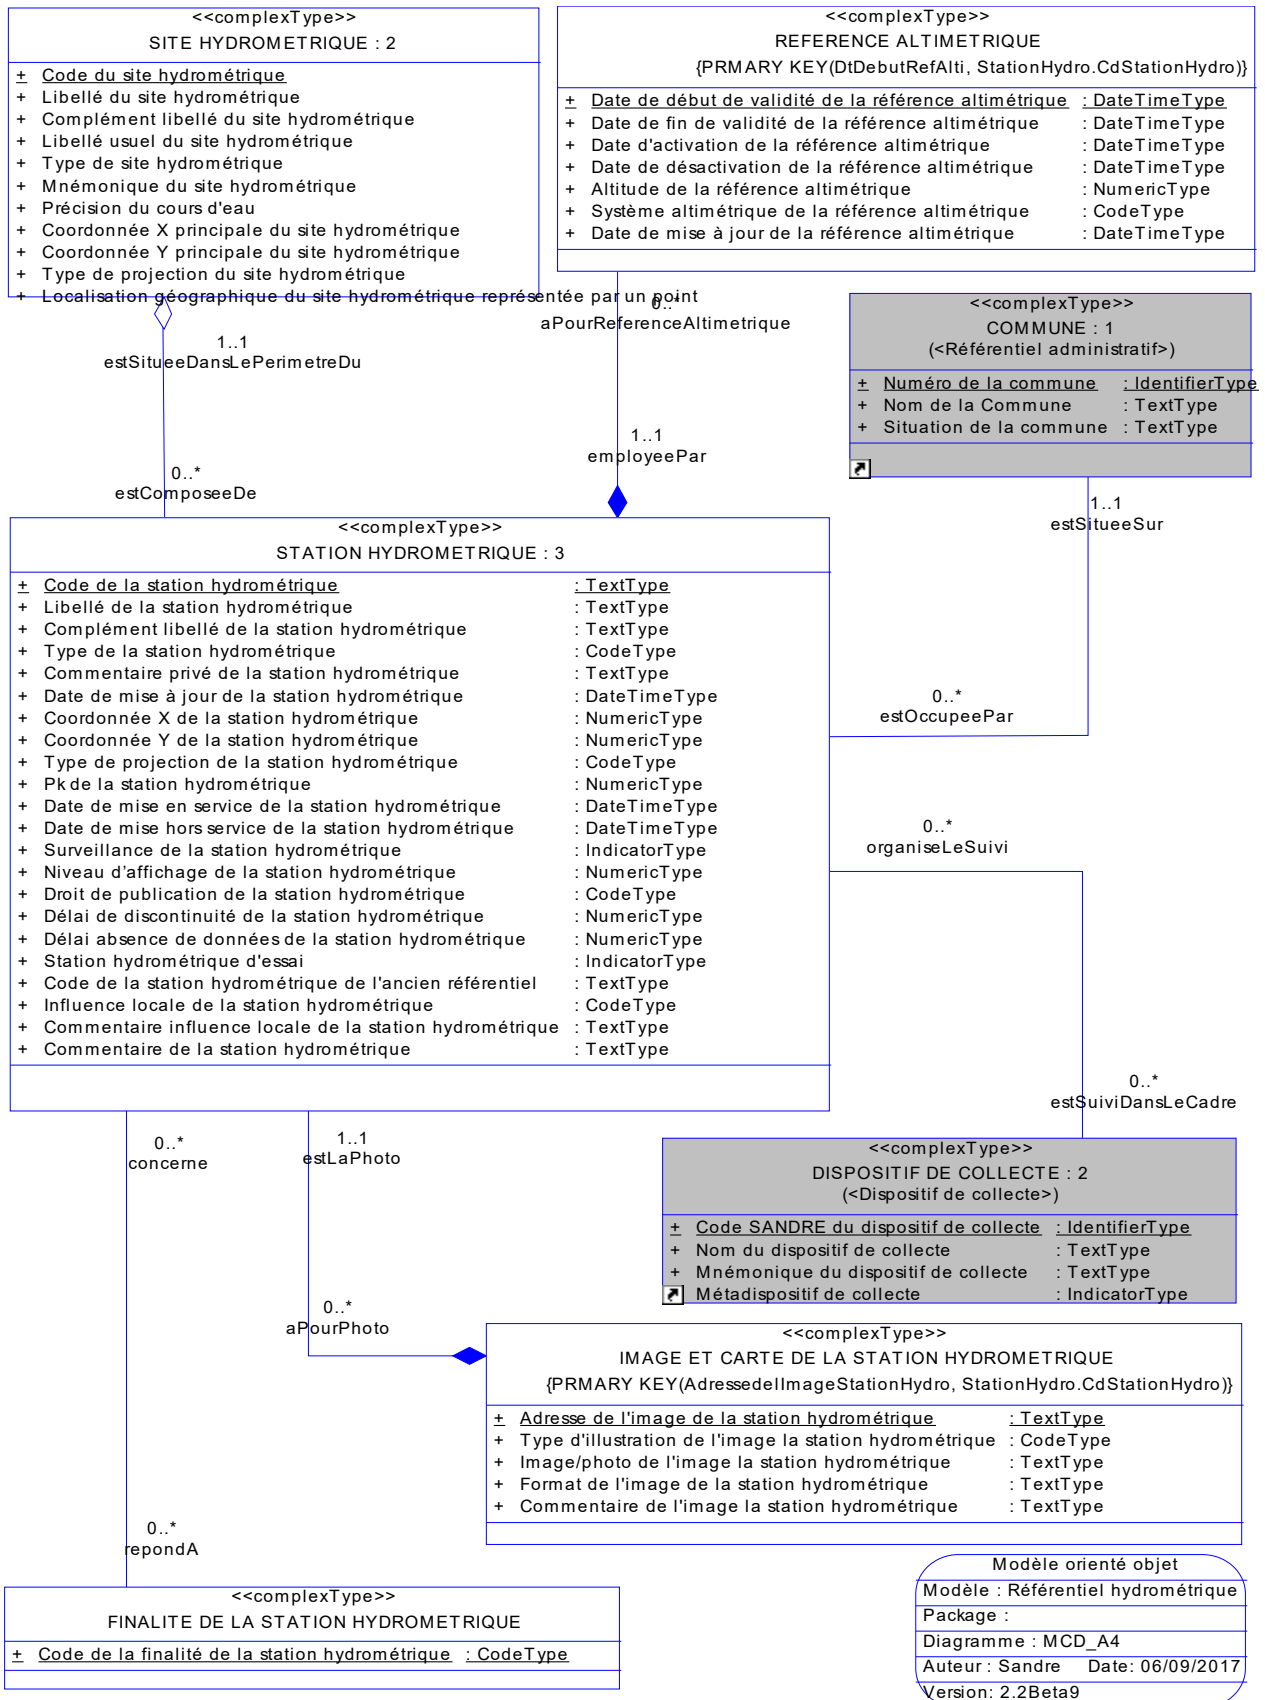 <<complexType>>
SITE HYDROMETRIQUE : 2
+ Code du site hydrométrique
+ Libellé du site hydrométrique
+ Complément libellé du site hydrométrique
+ Libellé usuel du site hydrométrique
+ Type de site hydrométrique
+ Mnémonique du site hydrométrique
+ Précision du cours d'eau
+ Coordonnée X principale du site hydrométrique
+ Coordonnée Y principale du site hydrométrique
+ Type de projection du site hydrométrique
+ Localisation géographique du site hydrométrique représentée par un point
<<complexType>>
REFERENCE ALTIMETRIQUE
{PRMARY KEY(DtDebutRefAlti, StationHydro.CdStationHydro)}
+ Date de début de validité de la référence altimétrique : DateTimeType
+ Date de fin de validité de la référence altimétrique : DateTimeType
+ Date d'activation de la référence altimétrique : DateTimeType
+ Date de désactivation de la référence altimétrique : DateTimeType
+ Altitude de la référence altimétrique : NumericType
+ Système altimétrique de la référence altimétrique : CodeType
+ Date de mise à jour de la référence altimétrique : DateTimeType
0..*
aPourReferenceAltimetrique
1..1
estSitueeDansLePerimetreDu
<<complexType>>
COMMUNE : 1
(<Référentiel administratif>)
+ Numéro de la commune : IdentifierType
+ Nom de la Commune : TextType
+ Situation de la commune : TextType
1..1
employeePar
0..*
estComposeeDe
1..1
estSitueeSur
<<complexType>>
STATION HYDROMETRIQUE : 3
+ Code de la station hydrométrique : TextType
+ Libellé de la station hydrométrique : TextType
+ Complément libellé de la station hydrométrique : TextType
+ Type de la station hydrométrique : CodeType
+ Commentaire privé de la station hydrométrique : TextType
+ Date de mise à jour de la station hydrométrique : DateTimeType
+ Coordonnée X de la station hydrométrique : NumericType
+ Coordonnée Y de la station hydrométrique : NumericType
+ Type de projection de la station hydrométrique : CodeType
+ Pk de la station hydrométrique : NumericType
+ Date de mise en service de la station hydrométrique : DateTimeType
+ Date de mise hors service de la station hydrométrique : DateTimeType
+ Surveillance de la station hydrométrique : IndicatorType
+ Niveau d'affichage de la station hydrométrique : NumericType
+ Droit de publication de la station hydrométrique : CodeType
+ Délai de discontinuité de la station hydrométrique : NumericType
+ Délai absence de données de la station hydrométrique : NumericType
+ Station hydrométrique d'essai : IndicatorType
+ Code de la station hydrométrique de l'ancien référentiel : TextType
+ Influence locale de la station hydrométrique : CodeType
+ Commentaire influence locale de la station hydrométrique : TextType
+ Commentaire de la station hydrométrique : TextType
0..*
estOccupeePar
0..*
organiseLeSuivi
0..*
estSuiviDansLeCadre
0..*
concerne
1..1
estLaPhoto
<<complexType>>
DISPOSITIF DE COLLECTE : 2
(<Dispositif de collecte>)
+ Code SANDRE du dispositif de collecte : IdentifierType
+ Nom du dispositif de collecte : TextType
+ Mnémonique du dispositif de collecte : TextType
Métadispositif de collecte : IndicatorType
0..*
aPourPhoto
<<complexType>>
IMAGE ET CARTE DE LA STATION HYDROMETRIQUE
{PRMARY KEY(AdressedelImageStationHydro, StationHydro.CdStationHydro)}
+ Adresse de l'image de la station hydrométrique : TextType
+ Type d'illustration de l'image la station hydrométrique : CodeType
+ Image/photo de l'image la station hydrométrique : TextType
+ Format de l'image de la station hydrométrique : TextType
+ Commentaire de l'image la station hydrométrique : TextType
0..*
repondA
<<complexType>>
FINALITE DE LA STATION HYDROMETRIQUE
+ Code de la finalité de la station hydrométrique : CodeType
Modèle orienté objet
Modèle : Référentiel hydrométrique
Package :
Diagramme : MCD_A4
Auteur : Sandre Date: 06/09/2017
Version: 2.2Beta9